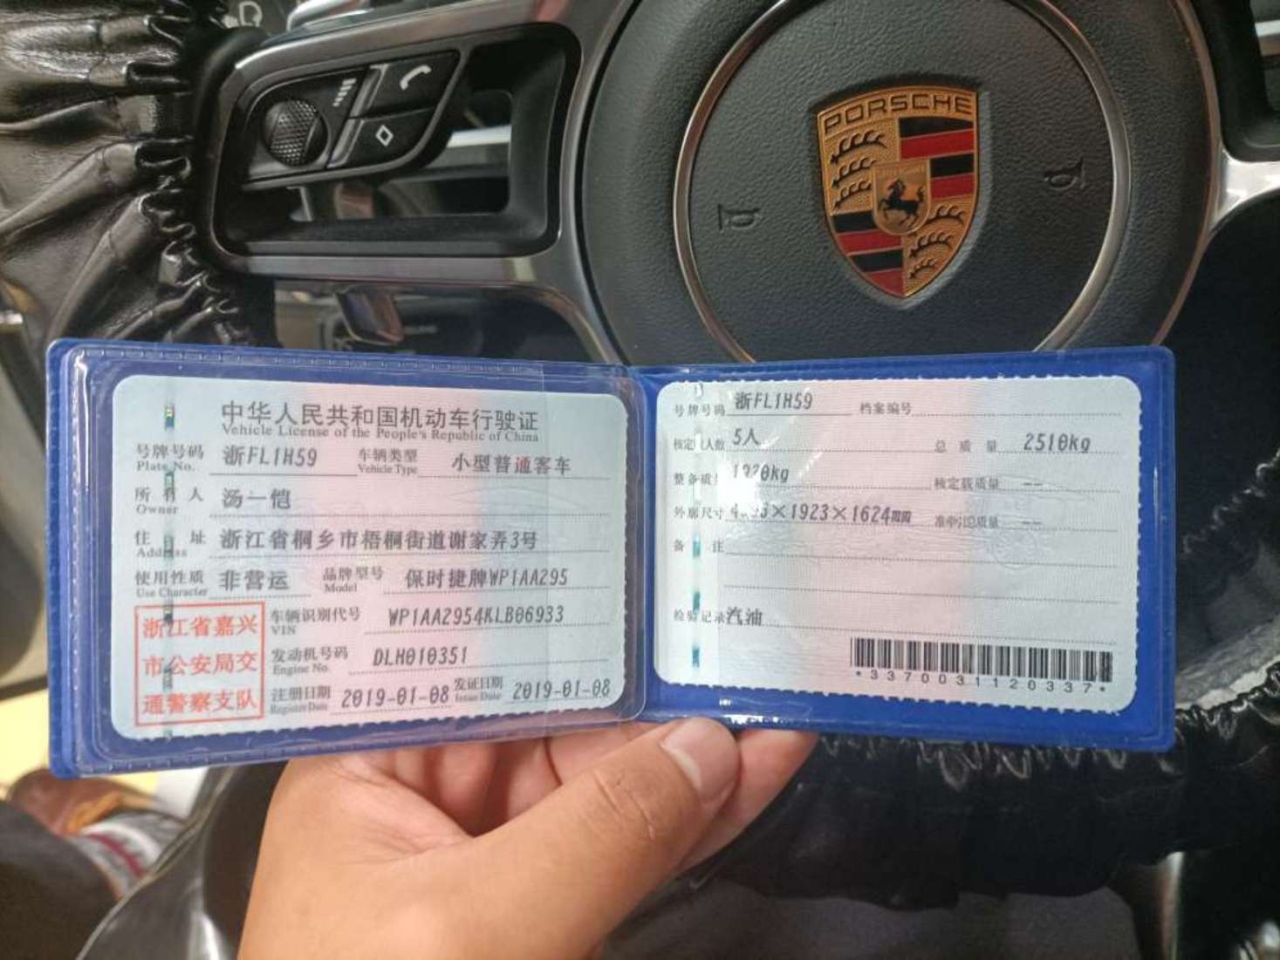 PORSCHE
中华人民共和国机动车行驶证
Vehicle License of the People's Republic of China
号牌号码 浙FL1H59 车辆类型 小型普通客车
Plate No. Vehicle Type
所有人 汤一恺
Owner
住址 浙江省桐乡市梧桐街道谢家弄3号
Address
使用性质 非营运 品牌型号 保时捷牌WP1AA295
Use Character Model
浙江省嘉兴
市公安局交
通警察支队
车辆识别代号 WP1AA2954KLB06933
VIN
发动机号码 DLH010351
Engine No.
注册日期 2019-01-08 发证日期 2019-01-08
Register Date Issue Date
号牌号码 浙FL1H59 档案编号
核定人数 5人 总质量 2510kg
整备质 kg 核定载质量 --
外廓尺寸 ×1923×1624mm 准牵引总质量 --
备注
检验记录 汽油
*3370031120337*